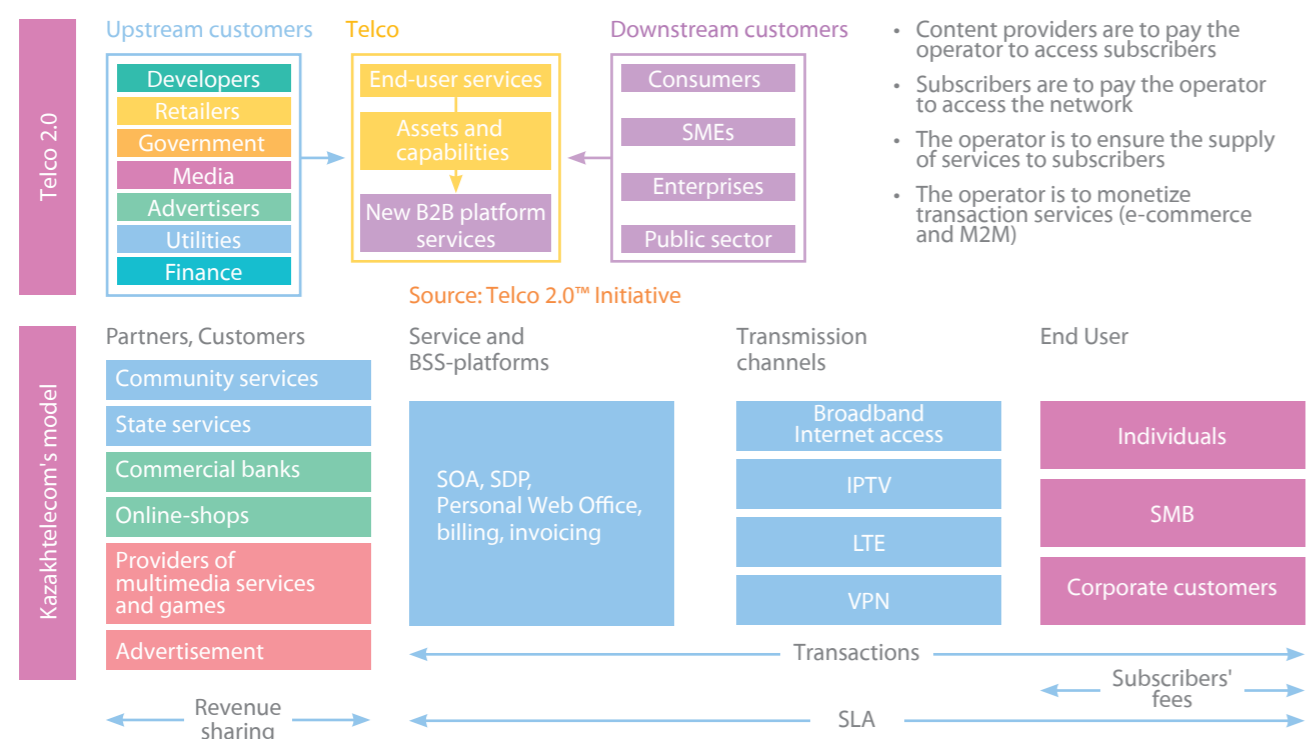 Telco 2.0
Upstream customers
Developers
Retailers
Government
Media
Advertisers
Utilities
Finance
Telco
End-user services
Assets and
capabilities
New B2B platform
services
Downstream customers
Consumers
SMEs
Enterprises
Public sector
• Content providers are to pay the
operator to access subscribers
• Subscribers are to pay the operator
to access the network
• The operator is to ensure the supply
of services to subscribers
• The operator is to monetize
transaction services (e-commerce
and M2M)
Source: Telco 2.0™ Initiative
Kazakhtelecom's model
Partners, Customers
Community services
State services
Commercial banks
Online-shops
Providers of
multimedia services
and games
Advertisement
Service and
BSS-platforms
SOA, SDP,
Personal Web Office,
billing, invoicing
Transmission
channels
Broadband
Internet access
IPTV
LTE
VPN
End User
Individuals
SMB
Corporate customers
Transactions
Subscribers'
fees
Revenue
sharing
SLA